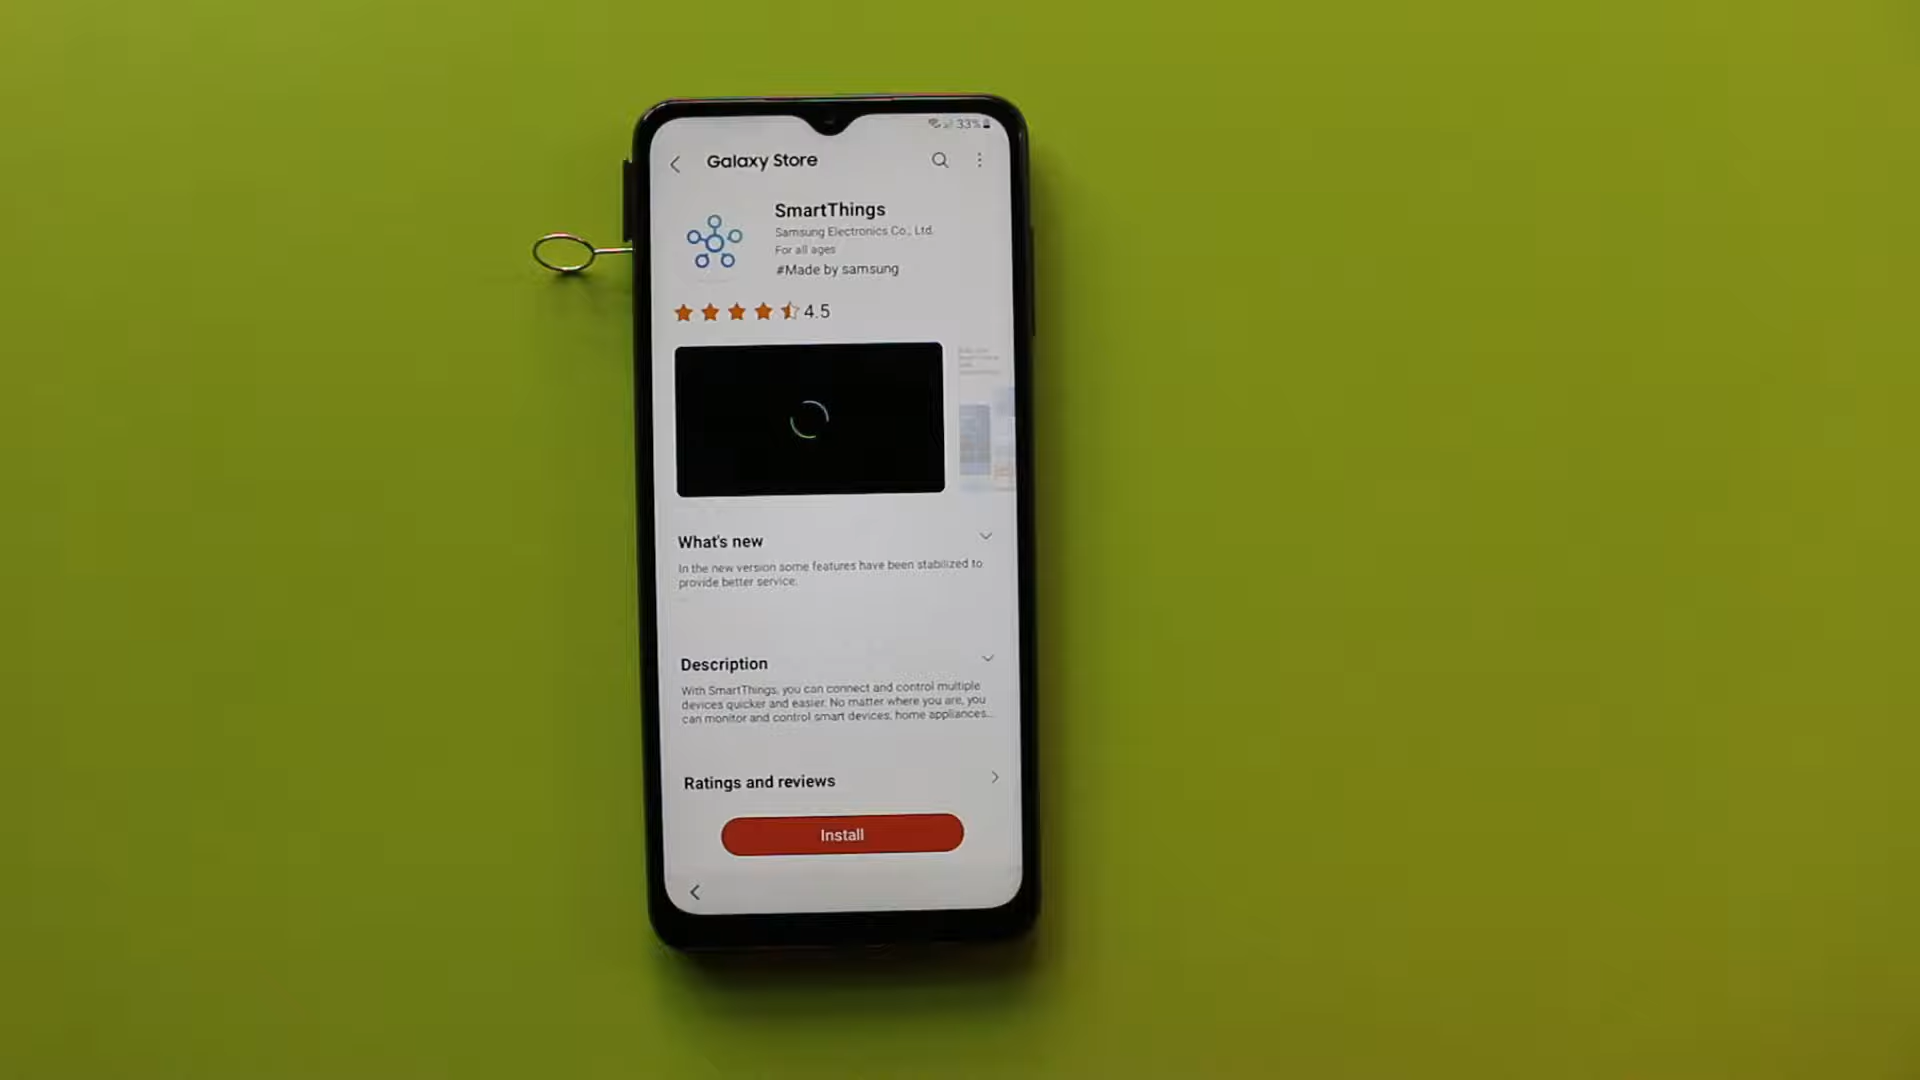 33%
Galaxy Store
SmartThings
Samsung Electronics Co., Ltd.
For all ages
#Made by samsung
4.5
What's new
In the new version some features have been stabilized to
provide better service.
Description
With SmartThings, you can connect and control multiple
devices quicker and easier. No matter where you are, you
can monitor and control smart devices, home appliances...
Ratings and reviews
Install